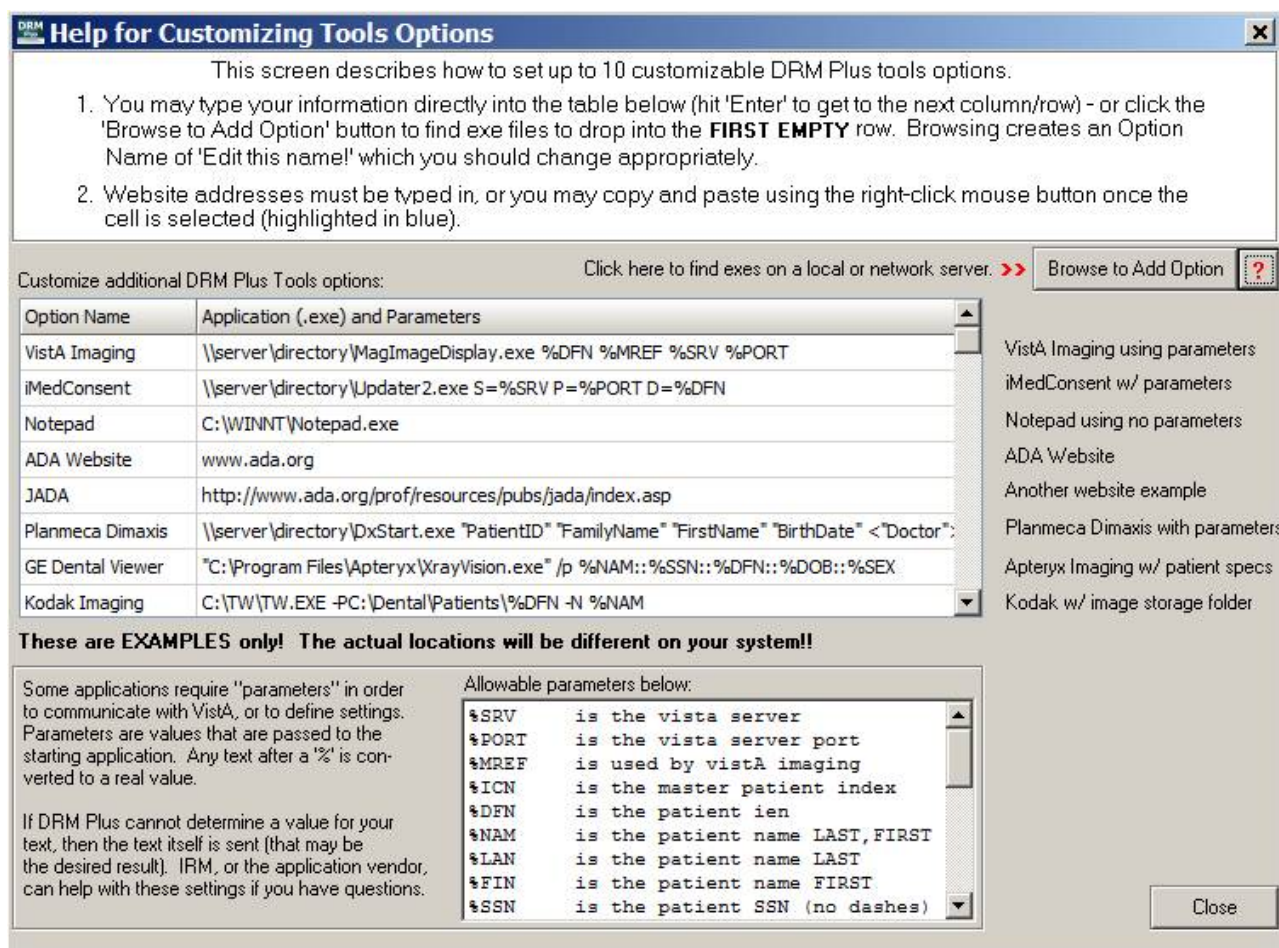 DRM Plus Help for Customizing Tools Options
This screen describes how to set up to 10 customizable DRM Plus tools options.
1. You may type your information directly into the table below (hit 'Enter' to get to the next column/row) - or click the
'Browse to Add Option' button to find exe files to drop into the FIRST EMPTY row. Browsing creates an Option
Name of 'Edit this name!' which you should change appropriately.
2. Website addresses must be typed in, or you may copy and paste using the right-click mouse button once the
cell is selected (highlighted in blue).
Customize additional DRM Plus Tools options: Click here to find exes on a local or network server. >> Browse to Add Option ?
Option Name Application (.exe) and Parameters
VistA Imaging \\server\directory\MagImageDisplay.exe %DFN %MREF %SRV %PORT VistA Imaging using parameters
iMedConsent \\server\directory\Updater2.exe S=%SRV P=%PORT D=%DFN iMedConsent w/ parameters
Notepad C:\WINNT\Notepad.exe Notepad using no parameters
ADA Website www.ada.org ADA Website
JADA http://www.ada.org/prof/resources/pubs/jada/index.asp Another website example
Planmeca Dimaxis \\server\directory\DxStart.exe "PatientID" "FamilyName" "FirstName" "BirthDate" <"Doctor"> Planmeca Dimaxis with parameters
GE Dental Viewer "C:\Program Files\Apteryx\XrayVision.exe" /p %NAM::%SSN::%DFN::%DOB::%SEX Apteryx Imaging w/ patient specs
Kodak Imaging C:\TW\TW.EXE -PC:\Dental\Patients\%DFN -N %NAM Kodak w/ image storage folder
These are EXAMPLES only! The actual locations will be different on your system!!
Some applications require "parameters" in order
to communicate with VistA, or to define settings.
Parameters are values that are passed to the
starting application. Any text after a '%' is con-
verted to a real value.
If DRM Plus cannot determine a value for your
text, then the text itself is sent (that may be
the desired result). IRM, or the application vendor,
can help with these settings if you have questions.
Allowable parameters below:
%SRV is the vista server
%PORT is the vista server port
%MREF is used by vistA imaging
%ICN is the master patient index
%DFN is the patient ien
%NAM is the patient name LAST,FIRST
%LAN is the patient name LAST
%FIN is the patient name FIRST
%SSN is the patient SSN (no dashes)
Close